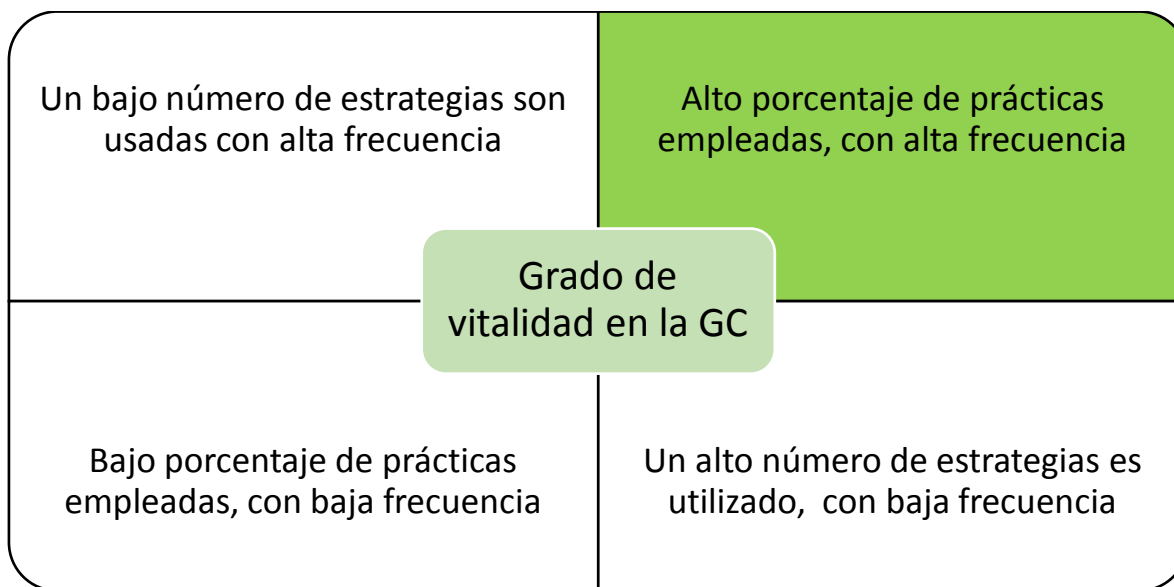 Un bajo número de estrategias son
usadas con alta frecuencia
Alto porcentaje de prácticas
empleadas, con alta frecuencia
Grado de
vitalidad en la GC
Bajo porcentaje de prácticas
empleadas, con baja frecuencia
Un alto número de estrategias es
utilizado,  con baja frecuencia